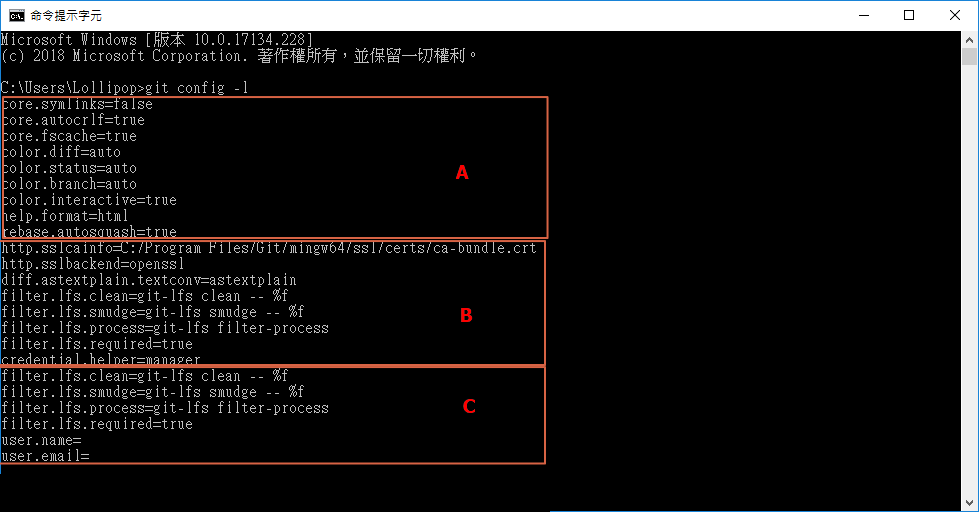 命令提示字元
Microsoft Windows [版本 10.0.17134.228]
(c) 2018 Microsoft Corporation. 著作權所有，並保留一切權利。
C:\Users\Lollipop>git config -l
core.symlinks=false
core.autocrlf=true
core.fscache=true
color.diff=auto
color.status=auto
A
color.branch=auto
color.interactive=true
help.format=html
rebase.autosquash=true
http.sslcainfo=C:/Program Files/Git/mingw64/ssl/certs/ca-bundle.crt
http.sslbackend=openssl
diff.astextplain.textconv=astextplain
filter.lfs.clean=git-lfs clean -- %f
filter.lfs.smudge=git-lfs smudge -- %f
B
filter.lfs.process=git-lfs filter-process
filter.lfs.required=true
credential.helper=manager
filter.lfs.clean=git-lfs clean -- %f
filter.lfs.smudge=git-lfs smudge -- %f
filter.lfs.process=git-lfs filter-process
C
filter.lfs.required=true
user.name=
user.email=